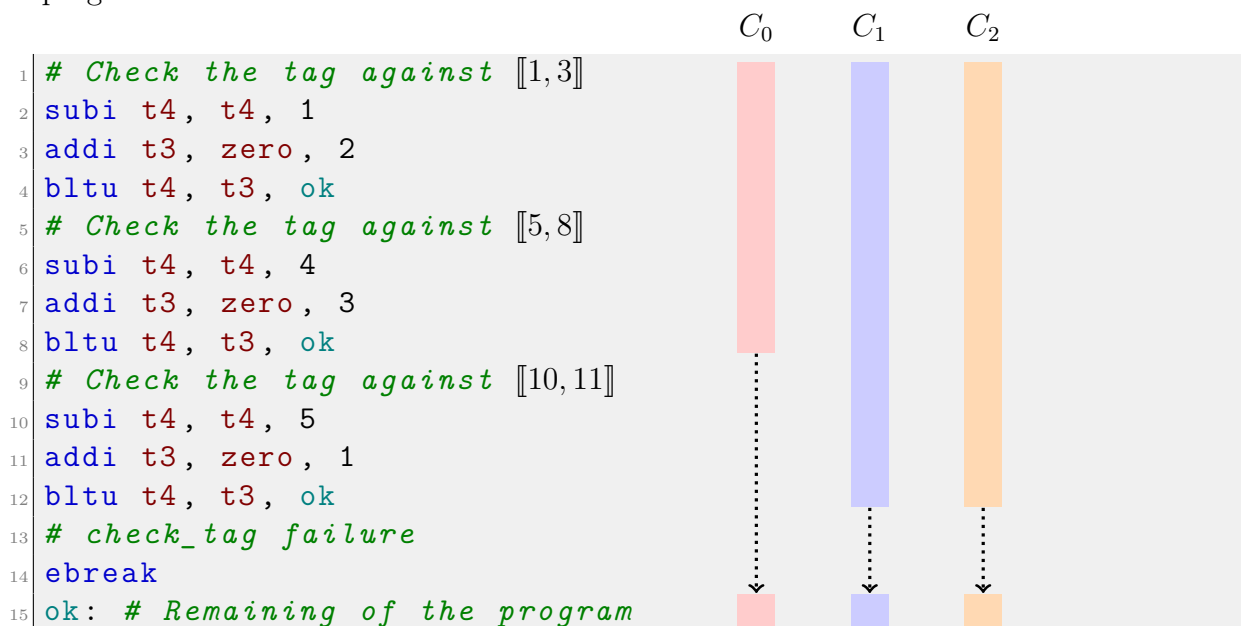 C₀ C₁ C₂
1 # Check the tag against ⟦1, 3⟧
2 subi t4, t4, 1
3 addi t3, zero, 2
4 bltu t4, t3, ok
5 # Check the tag against ⟦5, 8⟧
6 subi t4, t4, 4
7 addi t3, zero, 3
8 bltu t4, t3, ok
9 # Check the tag against ⟦10, 11⟧
10 subi t4, t4, 5
11 addi t3, zero, 1
12 bltu t4, t3, ok
13 # check_tag failure
14 ebreak
15 ok: # Remaining of the program